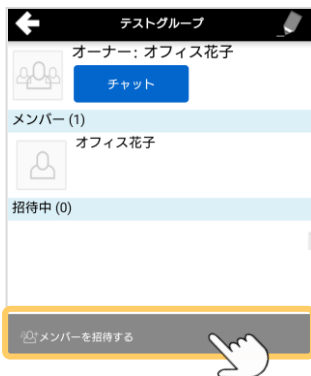 テストグループ
オーナー: オフィス花子
チャット
メンバー (1)
オフィス花子
招待中 (0)
メンバーを招待する